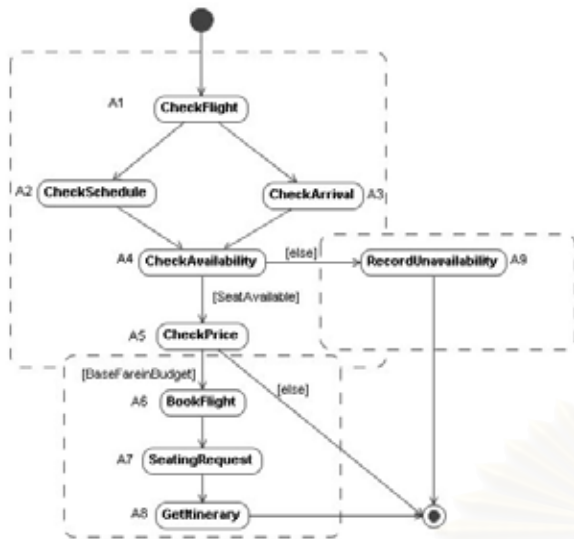 A1 CheckFlight
A2 CheckSchedule CheckArrival A3
A4 CheckAvailability [else] RecordUnavailability A9
[SeatAvailable]
A5 CheckPrice
[BaseFareinBudget] [else]
A6 BookFlight
A7 SeatingRequest
A8 GetItinerary